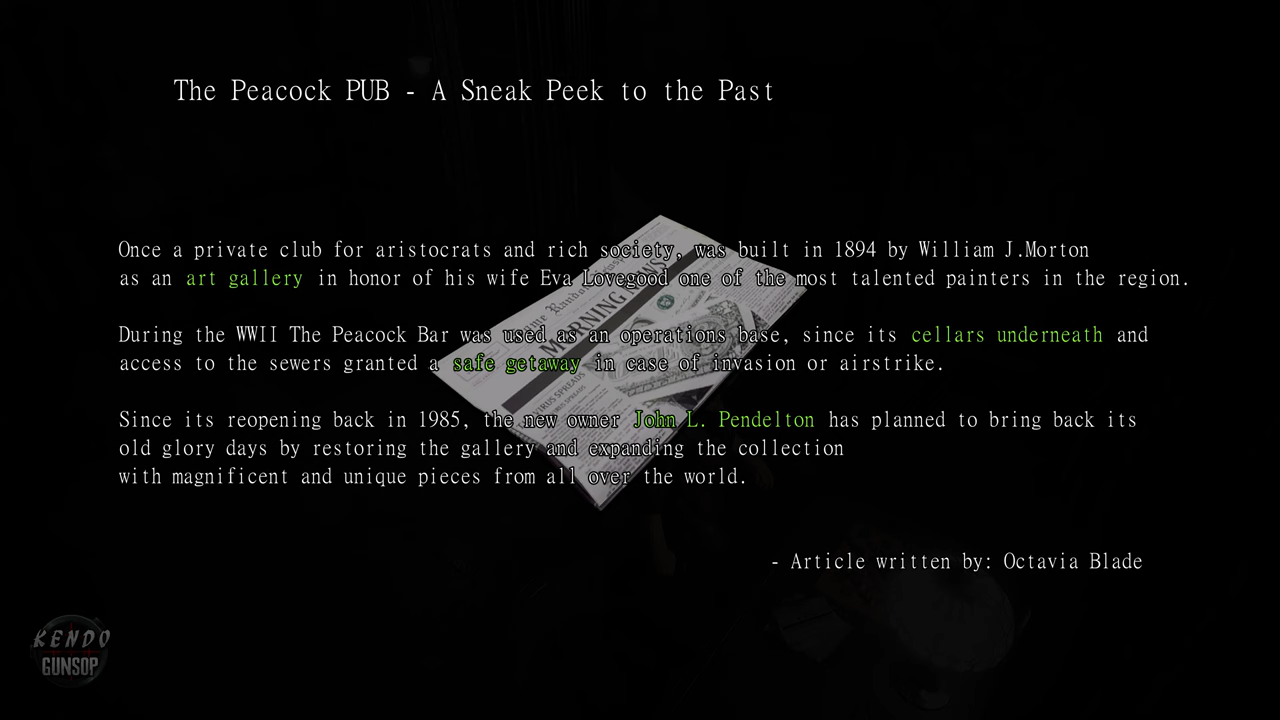 The Peacock PUB - A Sneak Peek to the Past
Once a private club for aristocrats and rich society, was built in 1894 by William J.Morton
as an art gallery in honor of his wife Eva Lovegood one of the most talented painters in the region.
During the WWII The Peacock Bar was used as an operations base, since its cellars underneath and
access to the sewers granted a safe getaway in case of invasion or airstrike.
Since its reopening back in 1985, the new owner John L. Pendelton has planned to bring back its
old glory days by restoring the gallery and expanding the collection
with magnificent and unique pieces from all over the world.
- Article written by: Octavia Blade
MORNING
KENDO
GUNSOP